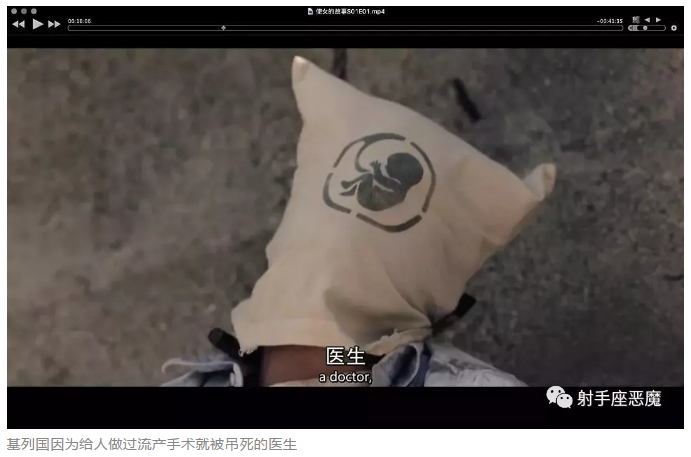 使女的故事S01E01.mp4
00:16:06
-00:41:35
医生
a doctor,
射手座恶魔
基列国因为给人做过流产手术就被吊死的医生